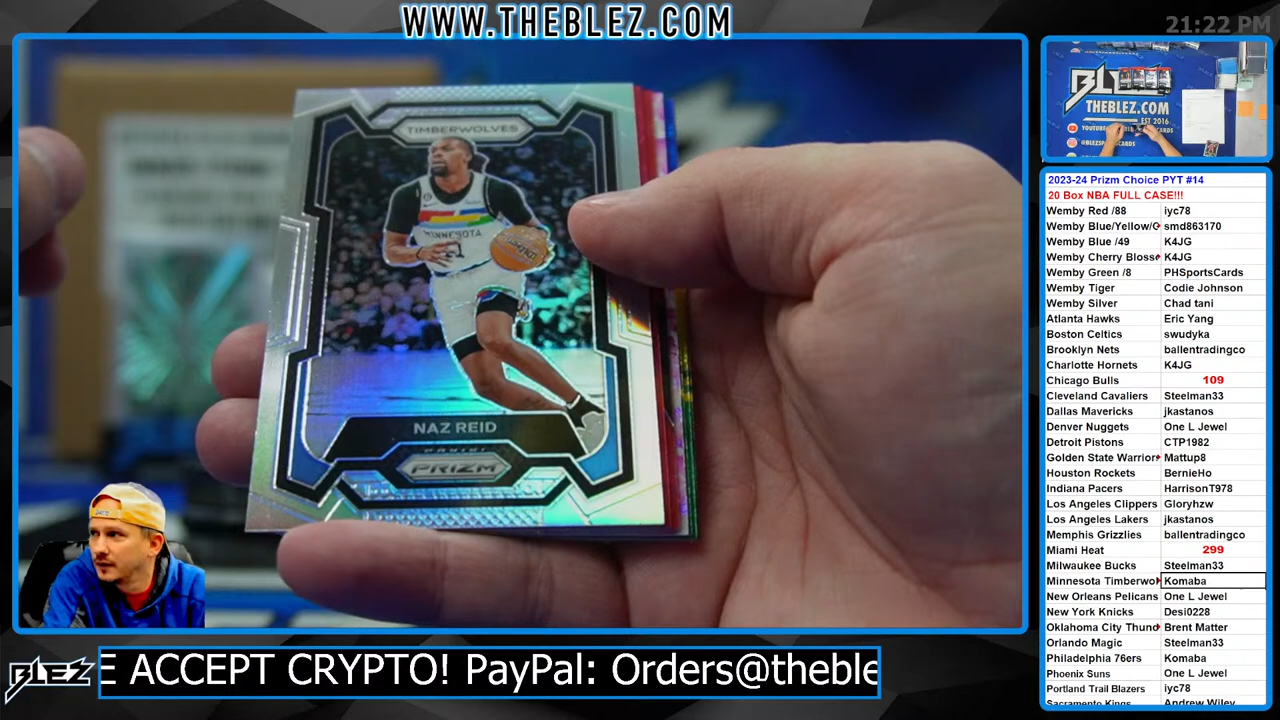 WWW.THEBLEZ.COM
21:22 PM
TIMBERWOLVES
MINNESOTA
NAZ REID
PANINI
PRIZM
BLEZ
THEBLEZ.COM
EST 2016
2023-24 Prizm Choice PYT #14
20 Box NBA FULL CASE!!!
Wemby Red /88 iyc78
Wemby Blue/Yellow/G smd863170
Wemby Blue /49 K4JG
Wemby Cherry Blosso K4JG
Wemby Green /8 PHSportsCards
Wemby Tiger Codie Johnson
Wemby Silver Chad tani
Atlanta Hawks Eric Yang
Boston Celtics swudyka
Brooklyn Nets ballentradingco
Charlotte Hornets K4JG
Chicago Bulls 109
Cleveland Cavaliers Steelman33
Dallas Mavericks jkastanos
Denver Nuggets One L Jewel
Detroit Pistons CTP1982
Golden State Warrior Mattup8
Houston Rockets BernieHo
Indiana Pacers HarrisonT978
Los Angeles Clippers Gloryhzw
Los Angeles Lakers jkastanos
Memphis Grizzlies ballentradingco
Miami Heat 299
Milwaukee Bucks Steelman33
Minnesota Timberwol Komaba
New Orleans Pelicans One L Jewel
New York Knicks Desi0228
Oklahoma City Thund Brent Matter
Orlando Magic Steelman33
Philadelphia 76ers Komaba
Phoenix Suns One L Jewel
Portland Trail Blazers iyc78
Sacramento Kings Andrew Wiley
BLEZ
E ACCEPT CRYPTO! PayPal: Orders@theble